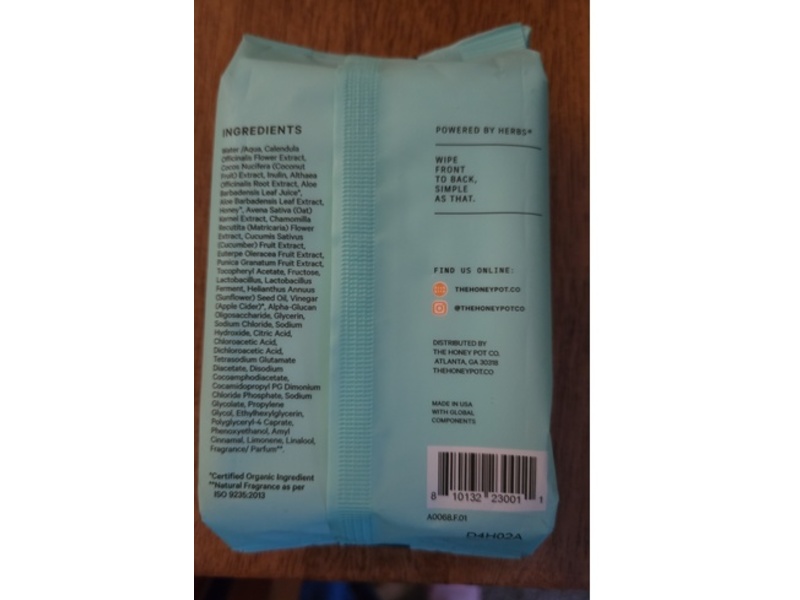 INGREDIENTS
Water /Aqua, Calendula
Officinalis Flower Extract,
Cocos Nucifera (Coconut
Fruit) Extract, Inulin, Althaea
Officinalis Root Extract, Aloe
Barbadensis Leaf Juice*,
Aloe Barbadensis Leaf Extract,
Honey*, Avena Sativa (Oat)
Kernel Extract, Chamomilla
Recutita (Matricaria) Flower
Extract, Cucumis Sativus
(Cucumber) Fruit Extract,
Euterpe Oleracea Fruit Extract,
Punica Granatum Fruit Extract,
Tocopheryl Acetate, Fructose,
Lactobacillus, Lactobacillus
Ferment, Helianthus Annuus
(Sunflower) Seed Oil, Vinegar
(Apple Cider)*, Alpha-Glucan
Oligosaccharide, Glycerin,
Sodium Chloride, Sodium
Hydroxide, Citric Acid,
Chloroacetic Acid,
Dichloroacetic Acid,
Tetrasodium Glutamate
Diacetate, Disodium
Cocoamphodiacetate,
Cocamidopropyl PG Dimonium
Chloride Phosphate, Sodium
Glycolate, Propylene
Glycol, Ethylhexylglycerin,
Polyglyceryl-4 Caprate,
Phenoxyethanol, Amyl
Cinnamal, Limonene, Linalool,
Fragrance/ Parfum**.
*Certified Organic Ingredient
**Natural Fragrance as per
ISO 9235:2013
POWERED BY HERBS®
WIPE
FRONT
TO BACK,
SIMPLE
AS THAT.
FIND US ONLINE:
THEHONEYPOT.CO
@THEHONEYPOTCO
DISTRIBUTED BY
THE HONEY POT CO.
ATLANTA, GA 30318
THEHONEYPOT.CO
MADE IN USA
WITH GLOBAL
COMPONENTS
8 10132 23001 1
A0068.F.01
D4H02A